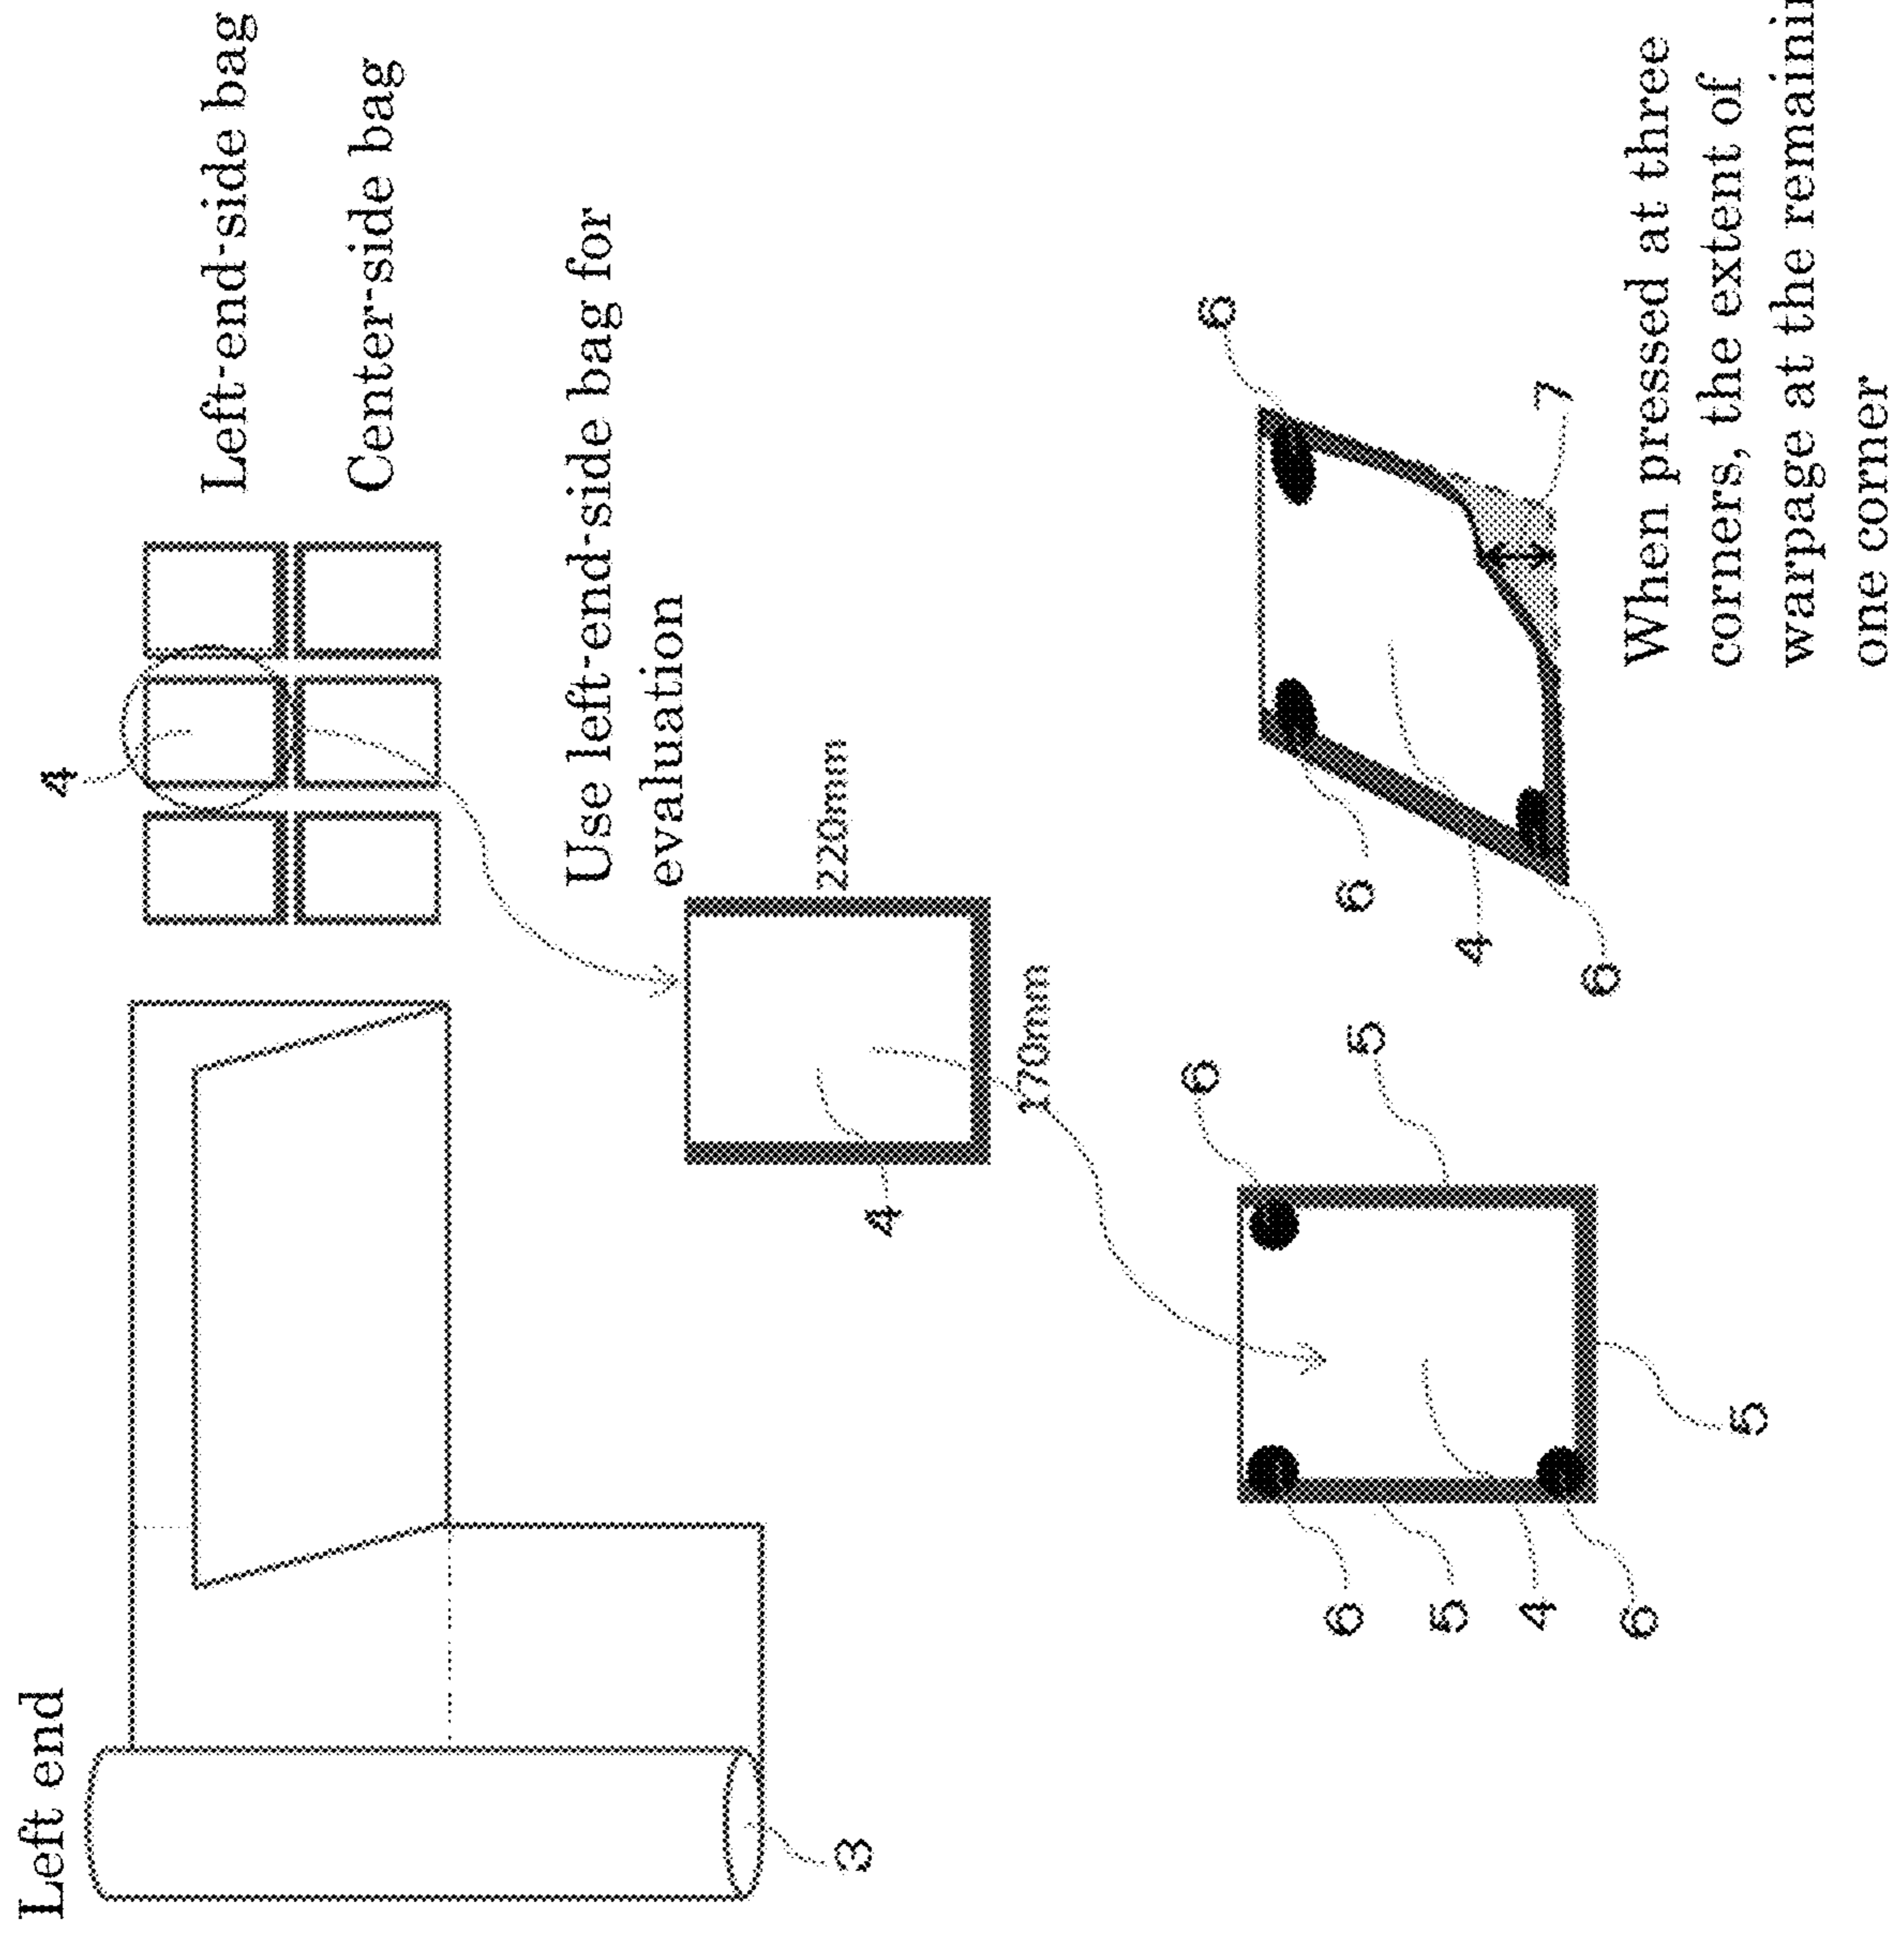 Left end
4
Left-end-side bag
Center-side bag
Use left-end-side bag for
evaluation
220mm
3
4
170mm
6
6
6
6
5
5
4
4
7
6
6
5
When pressed at three
corners, the extent of
warpage at the
one corner